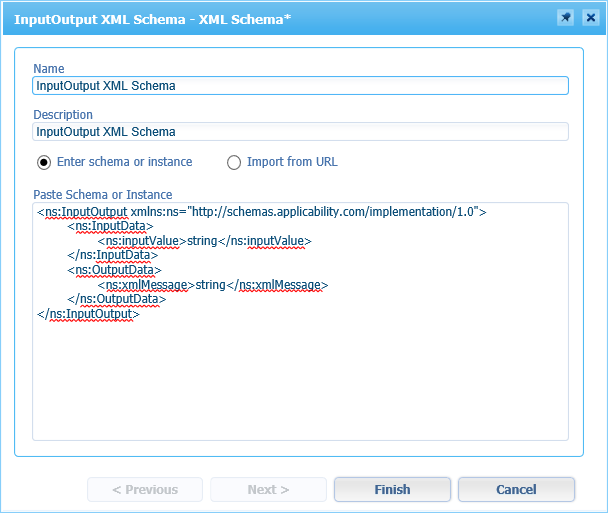 InputOutput XML Schema - XML Schema*
Name
InputOutput XML Schema
Description
InputOutput XML Schema
Enter schema or instance
Import from URL
Paste Schema or Instance
<ns:InputOutput xmlns:ns="http://schemas.applicability.com/implementation/1.0">
<ns:InputData>
<ns:inputValue>string</ns:inputValue>
</ns:InputData>
<ns:OutputData>
<ns:xmlMessage>string</ns:xmlMessage>
</ns:OutputData>
</ns:InputOutput>
< Previous
Next >
Finish
Cancel